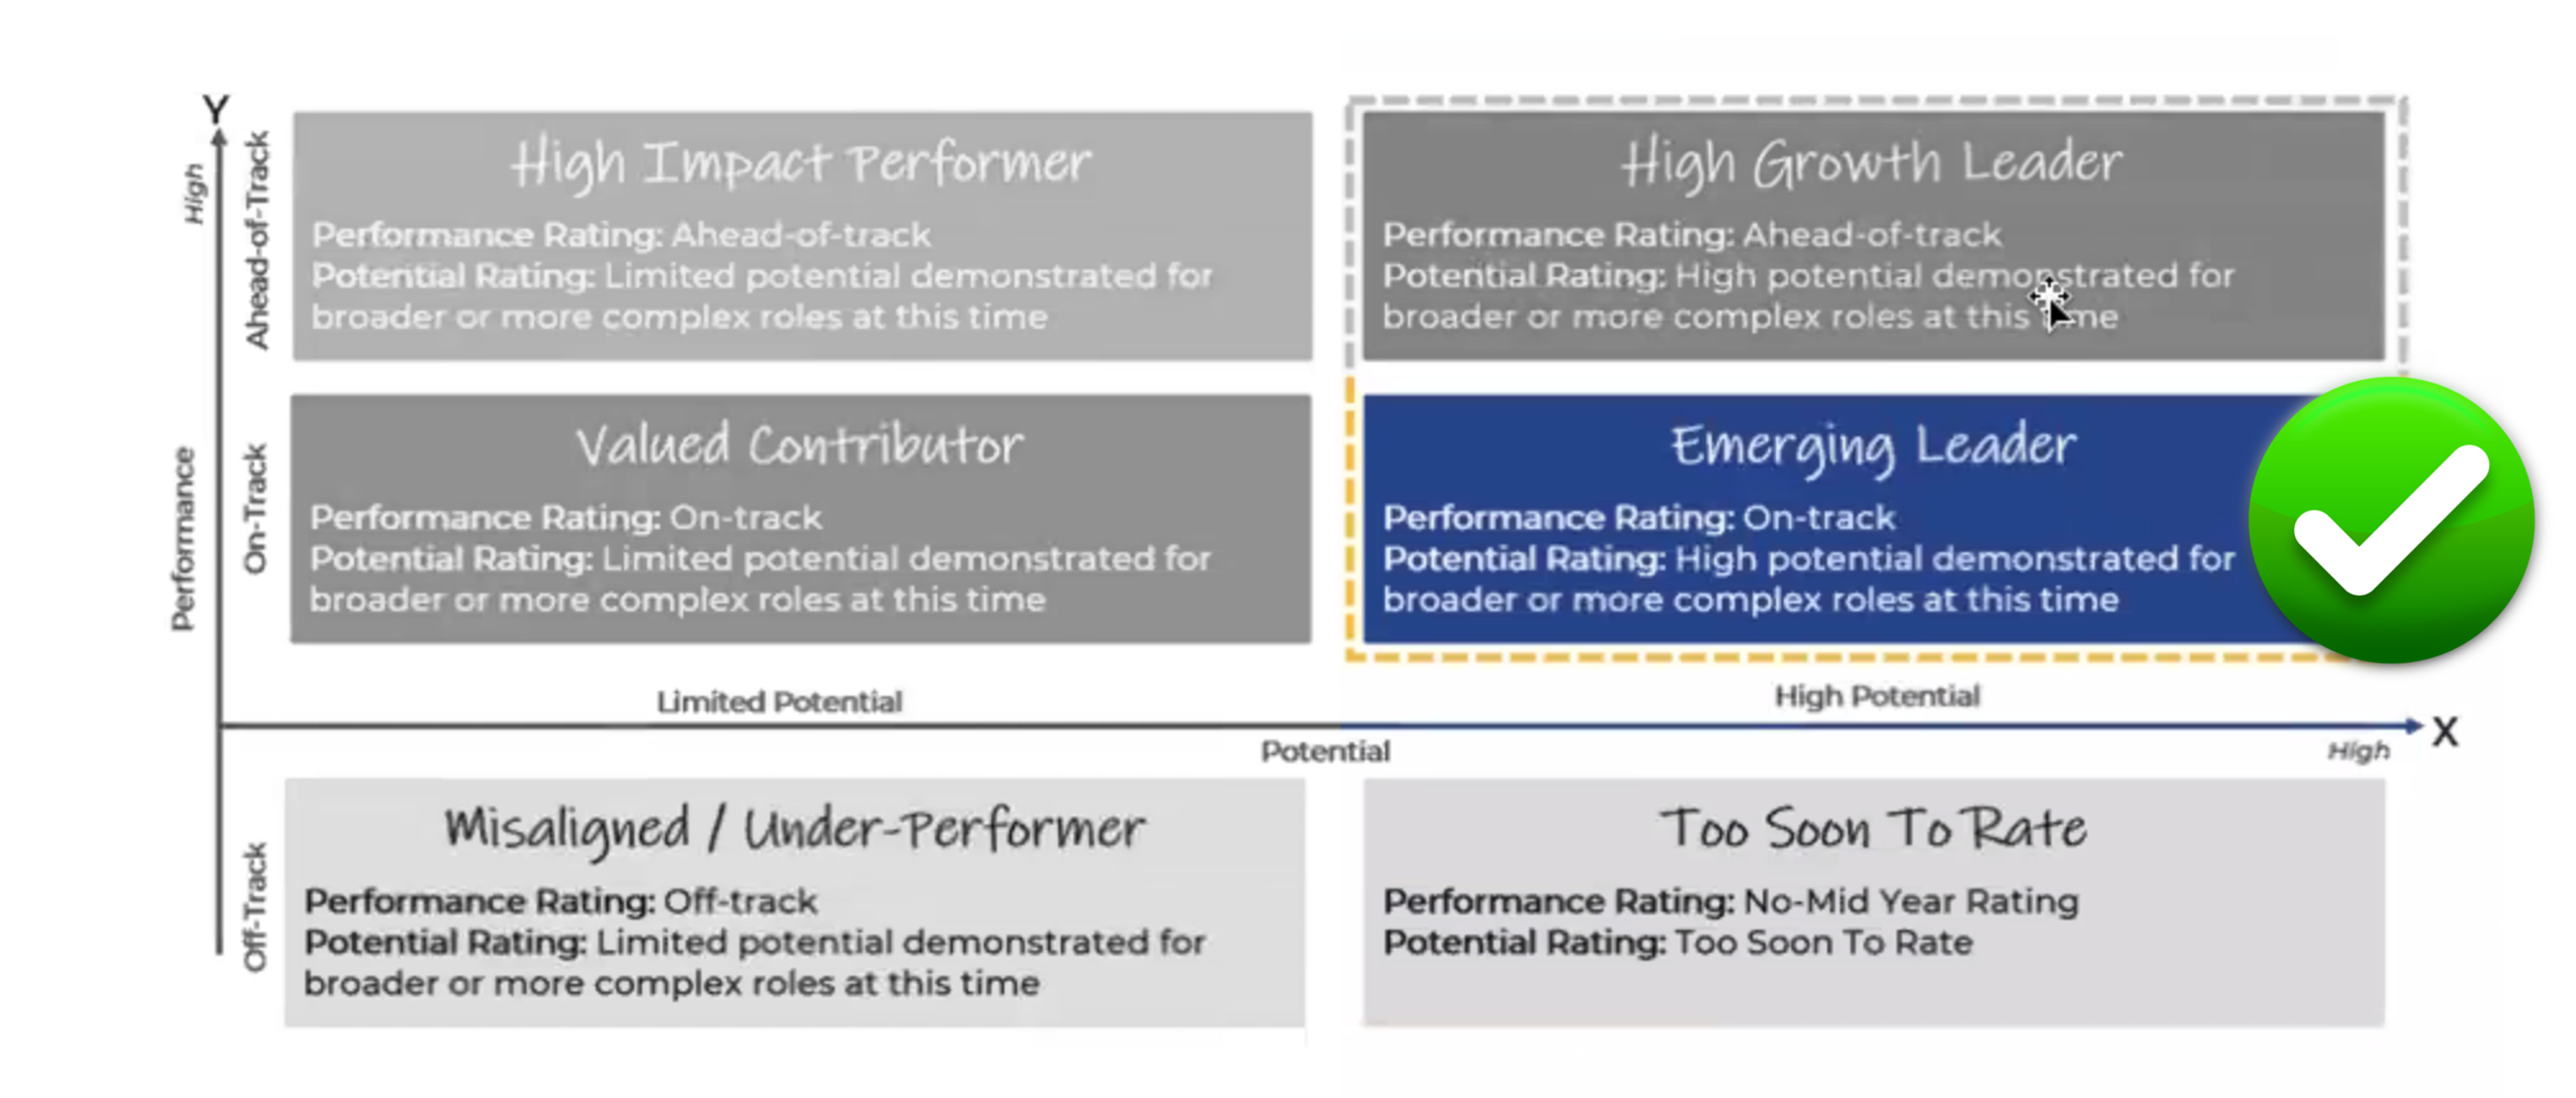 Y
High
Ahead-of-Track
High Impact Performer
Performance Rating: Ahead-of-track
Potential Rating: Limited potential demonstrated for
broader or more complex roles at this time
High Growth Leader
Performance Rating: Ahead-of-track
Potential Rating: High potential demonstrated for
broader or more complex roles at this time
Performance
On-Track
Valued Contributor
Performance Rating: On-track
Potential Rating: Limited potential demonstrated for
broader or more complex roles at this time
Emerging Leader
Performance Rating: On-track
Potential Rating: High potential demonstrated for
broader or more complex roles at this time
Limited Potential
High Potential
X
Potential
High
Off-Track
Misaligned / Under-Performer
Performance Rating: Off-track
Potential Rating: Limited potential demonstrated for
broader or more complex roles at this time
Too Soon To Rate
Performance Rating: No-Mid Year Rating
Potential Rating: Too Soon To Rate